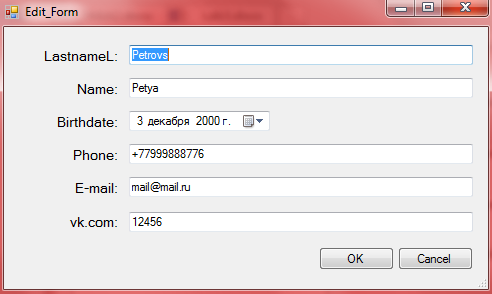 Edit_Form
LastnameL: Petrovs
Name: Petya
Birthdate: 3 декабря 2000 г.
Phone: +77999888776
E-mail: mail@mail.ru
vk.com: 12456
OK Cancel